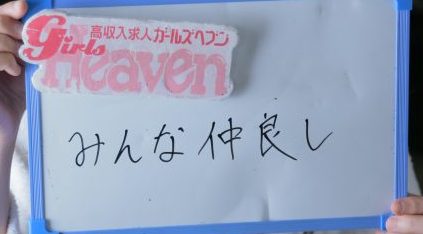 高収入求人ガールズヘブン
Girls
Heaven
みんな仲良し